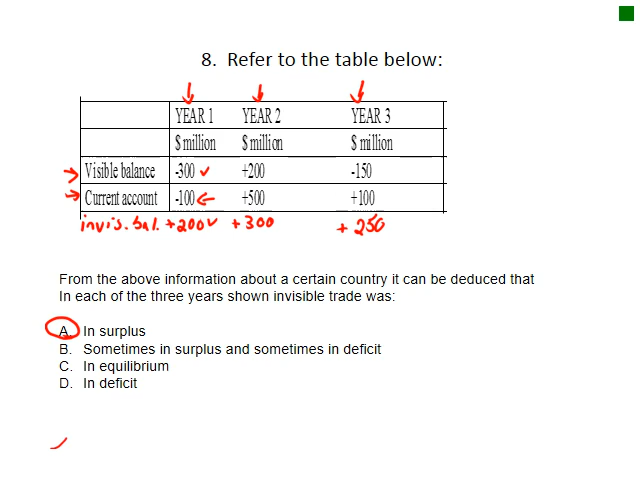 8. Refer to the table below:
YEAR 1 YEAR 2 YEAR 3
$ million $ million $ million
Visible balance -300 +200 -150
Current account -100 +500 +100
invis. bal. +200 +300 +250
From the above information about a certain country it can be deduced that
In each of the three years shown invisible trade was:
A. In surplus
B. Sometimes in surplus and sometimes in deficit
C. In equilibrium
D. In deficit